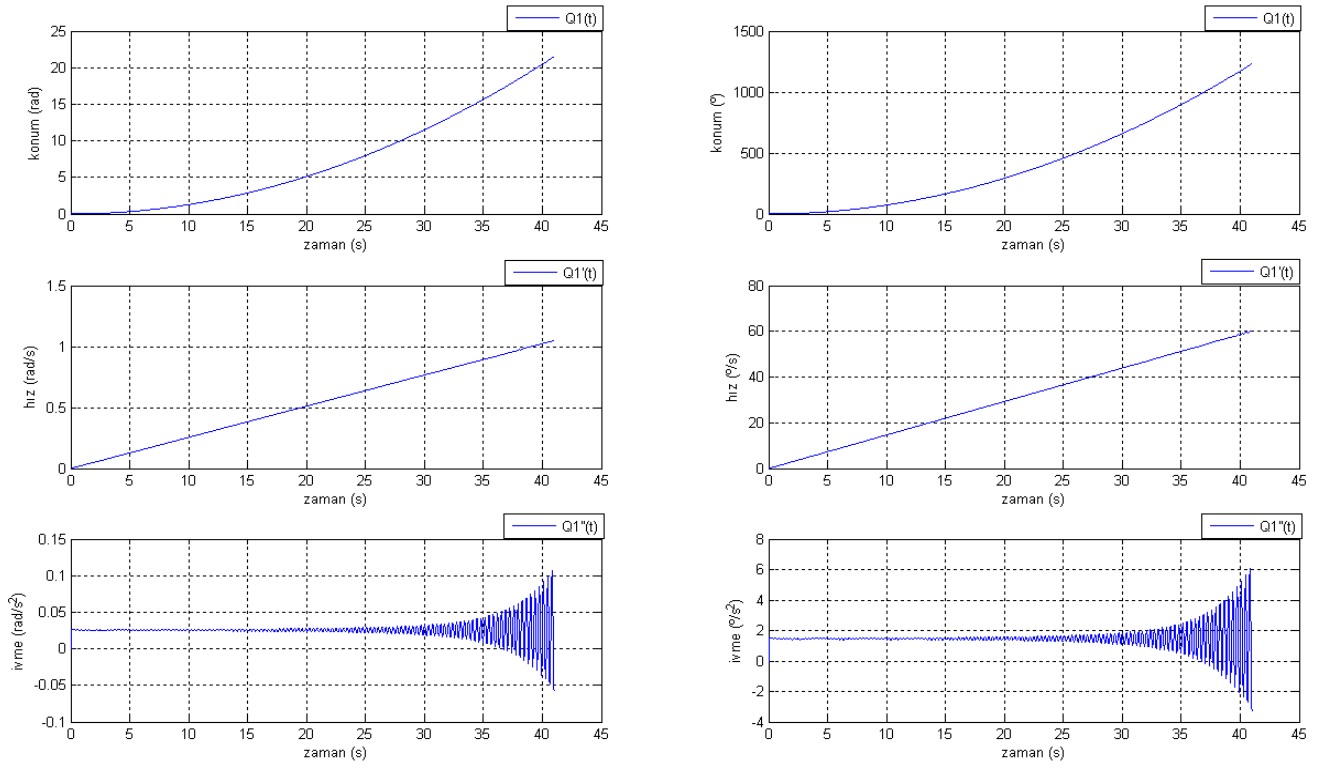 Q1(t)
25
20
15
10
5
0
konum (rad)
0 5 10 15 20 25 30 35 40 45
zaman (s)
Q1(t)
1500
1000
500
0
konum (º)
0 5 10 15 20 25 30 35 40 45
zaman (s)
Q1'(t)
1.5
1
0.5
0
hız (rad/s)
0 5 10 15 20 25 30 35 40 45
zaman (s)
Q1'(t)
80
60
40
20
0
hız (º/s)
0 5 10 15 20 25 30 35 40 45
zaman (s)
Q1''(t)
0.15
0.1
0.05
0
-0.05
-0.1
ivme (rad/s²)
0 5 10 15 20 25 30 35 40 45
zaman (s)
Q1''(t)
8
6
4
2
0
-2
-4
ivme (º/s²)
0 5 10 15 20 25 30 35 40 45
zaman (s)